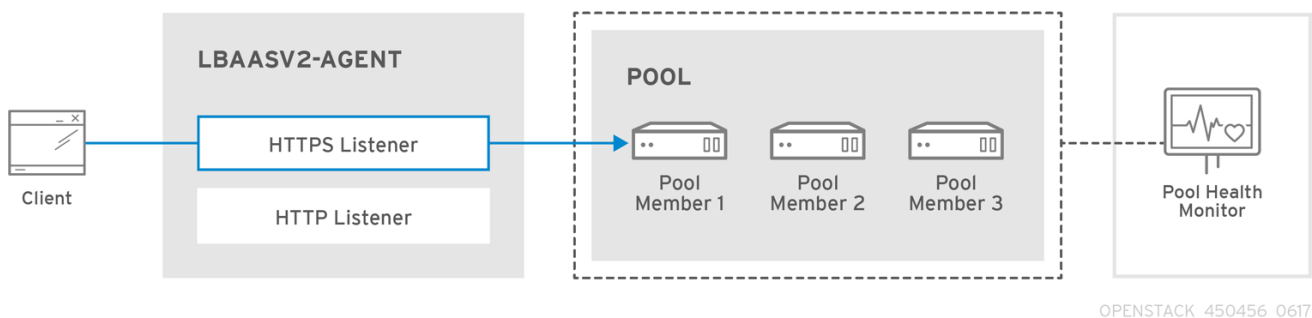 LBAASV2-AGENT
HTTPS Listener
HTTP Listener
Client
POOL
Pool
Member 1
Pool
Member 2
Pool
Member 3
Pool Health
Monitor
OPENSTACK 450456 0617